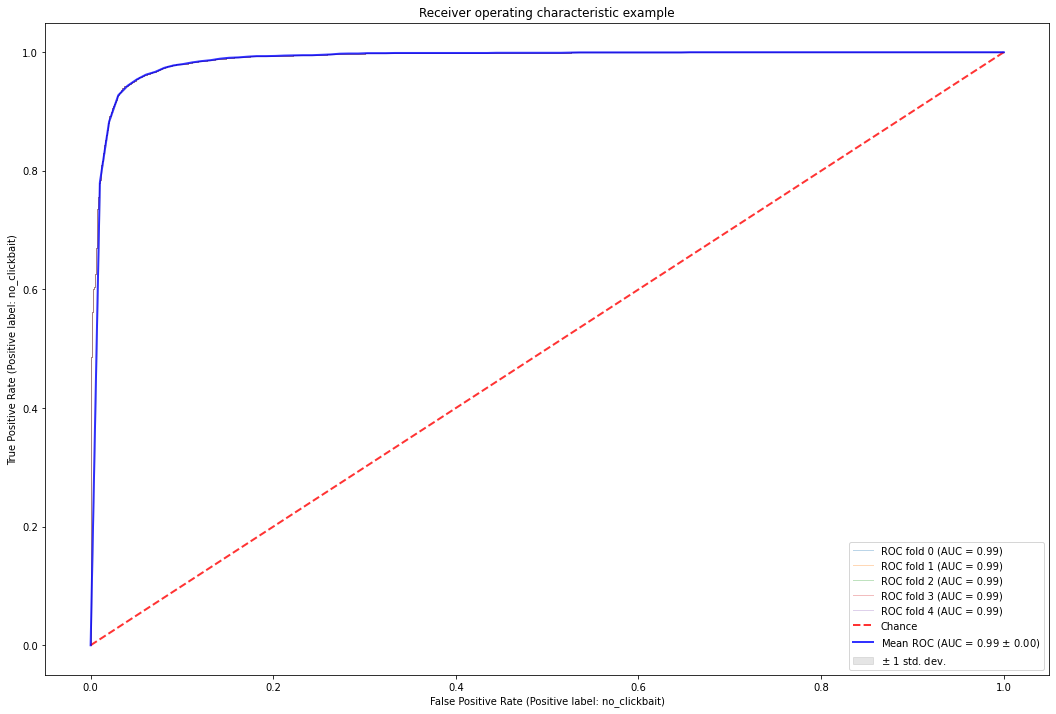 Receiver operating characteristic example
1.0
0.8
0.6
0.4
0.2
0.0
True Positive Rate (Positive label: no_clickbait)
0.0 0.2 0.4 0.6 0.8 1.0
False Positive Rate (Positive label: no_clickbait)
ROC fold 0 (AUC = 0.99)
ROC fold 1 (AUC = 0.99)
ROC fold 2 (AUC = 0.99)
ROC fold 3 (AUC = 0.99)
ROC fold 4 (AUC = 0.99)
Chance
Mean ROC (AUC = 0.99 ± 0.00)
± 1 std. dev.